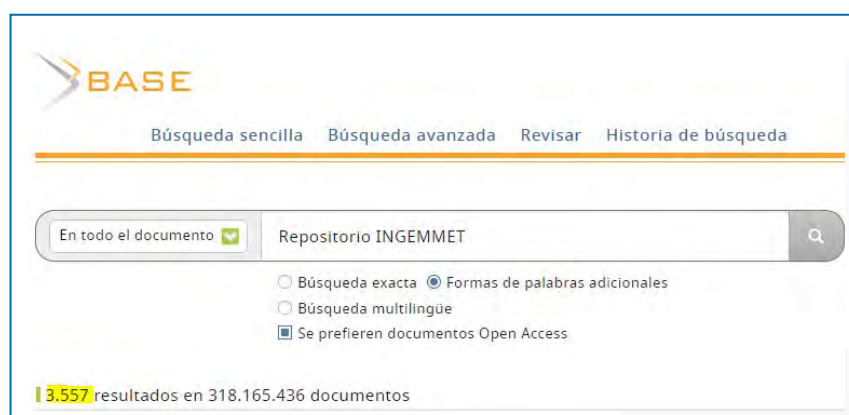 BASE
Búsqueda sencilla Búsqueda avanzada Revisar Historia de búsqueda
En todo el documento Repositorio INGEMMET
Búsqueda exacta Formas de palabras adicionales
Búsqueda multilingüe
Se prefieren documentos Open Access
3.557 resultados en 318.165.436 documentos